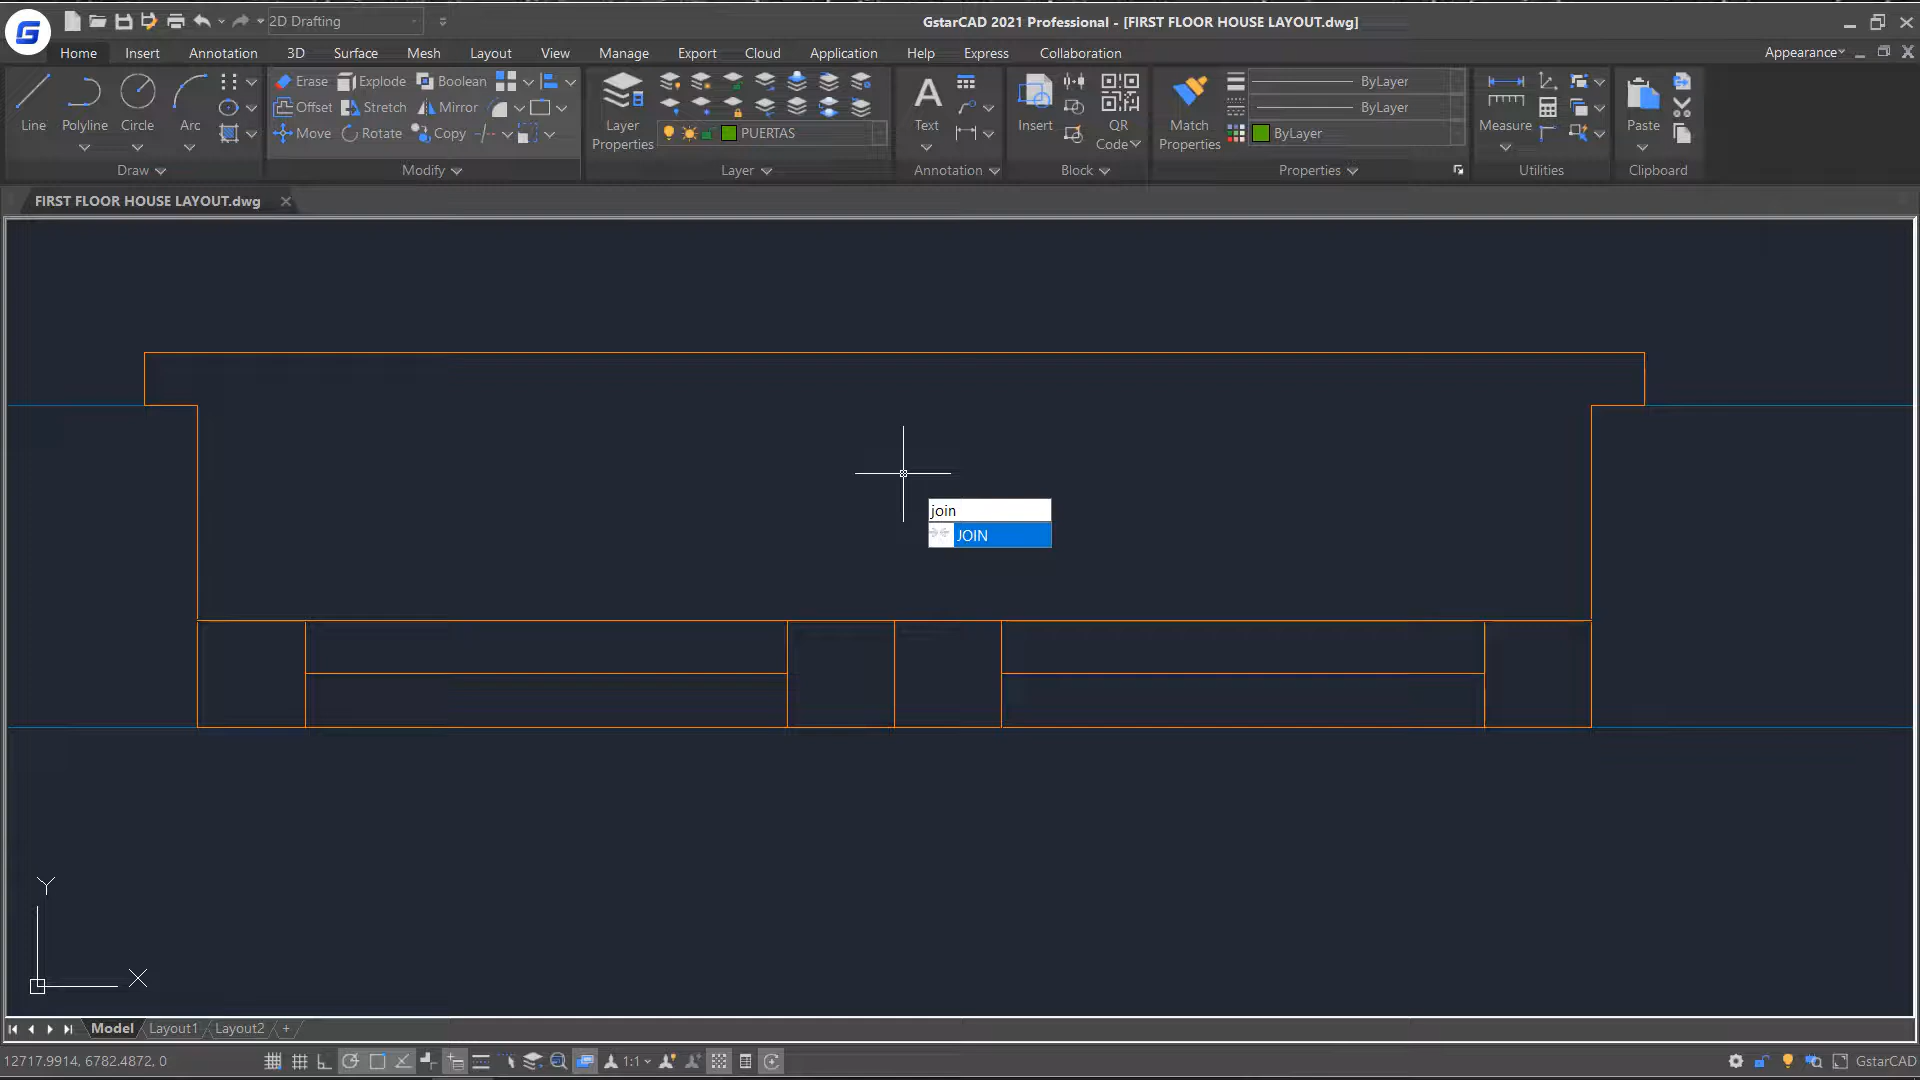 2D Drafting
GstarCAD 2021 Professional - [FIRST FLOOR HOUSE LAYOUT.dwg]
Home Insert Annotation 3D Surface Mesh Layout View Manage Export Cloud Application Help Express Collaboration Appearance
Line Polyline Circle Arc
Draw
Erase Explode Boolean
Offset Stretch Mirror
Move Rotate Copy
Modify
Layer
Properties
PUERTAS
Layer
Text
Annotation
Insert
QR
Code
Block
Match
Properties
ByLayer
ByLayer
ByLayer
Properties
Measure
Utilities
Paste
Clipboard
FIRST FLOOR HOUSE LAYOUT.dwg
join
JOIN
Y
X
Model Layout1 Layout2 +
12717.9914, 6782.4872, 0
1:1
GstarCAD